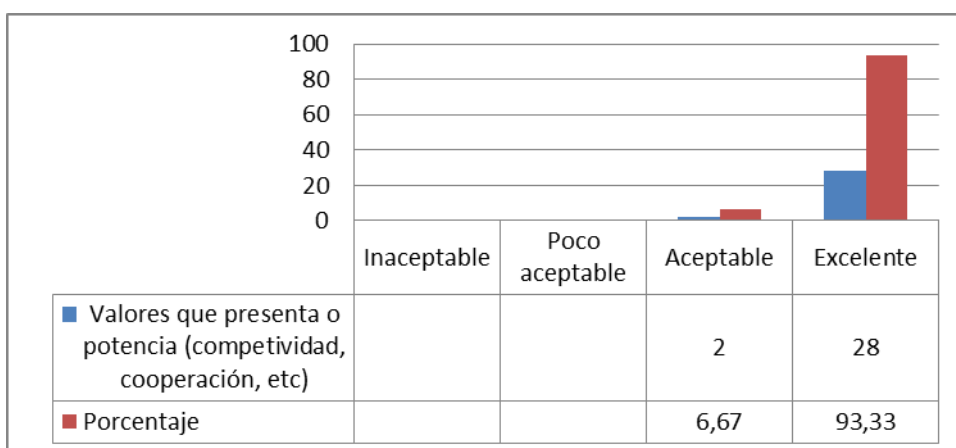 100
80
60
40
20
0
Inaceptable
Poco
aceptable
Aceptable
Excelente
Valores que presenta o
potencia (competividad,
cooperación, etc)
2
28
Porcentaje
6,67
93,33